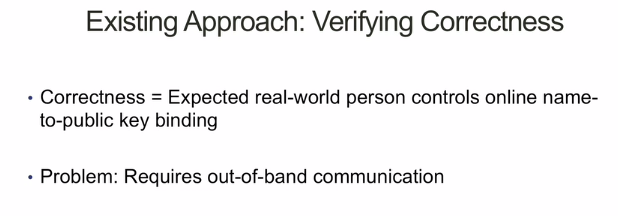 Existing Approach: Verifying Correctness
• Correctness = Expected real-world person controls online name-
to-public key binding
• Problem: Requires out-of-band communication